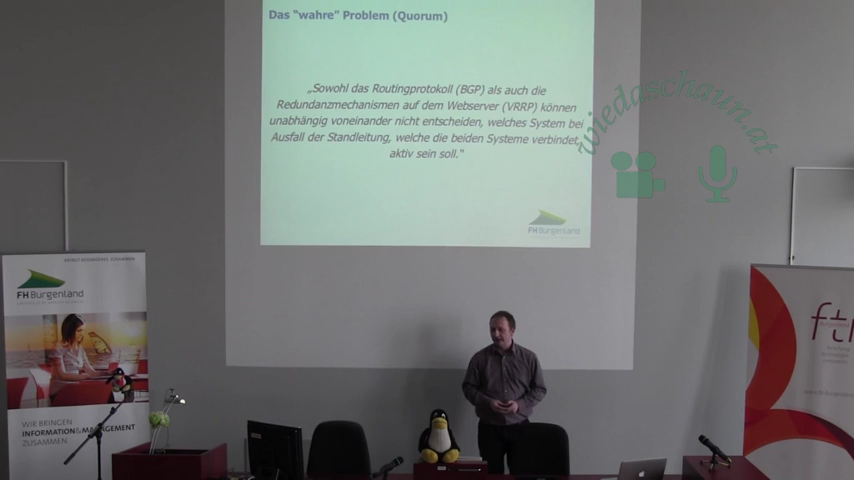 Das "wahre" Problem (Quorum)
„Sowohl das Routingprotokoll (BGP) als auch die
Redundanzmechanismen auf dem Webserver (VRRP) können
unabhängig voneinander nicht entscheiden, welches System bei
Ausfall der Standleitung, welche die beiden Systeme verbindet,
aktiv sein soll."
FH Burgenland
wiedaschaun.at
FH Burgenland
WIR BRINGEN
INFORMATION & MANAGEMENT
ZUSAMMEN.